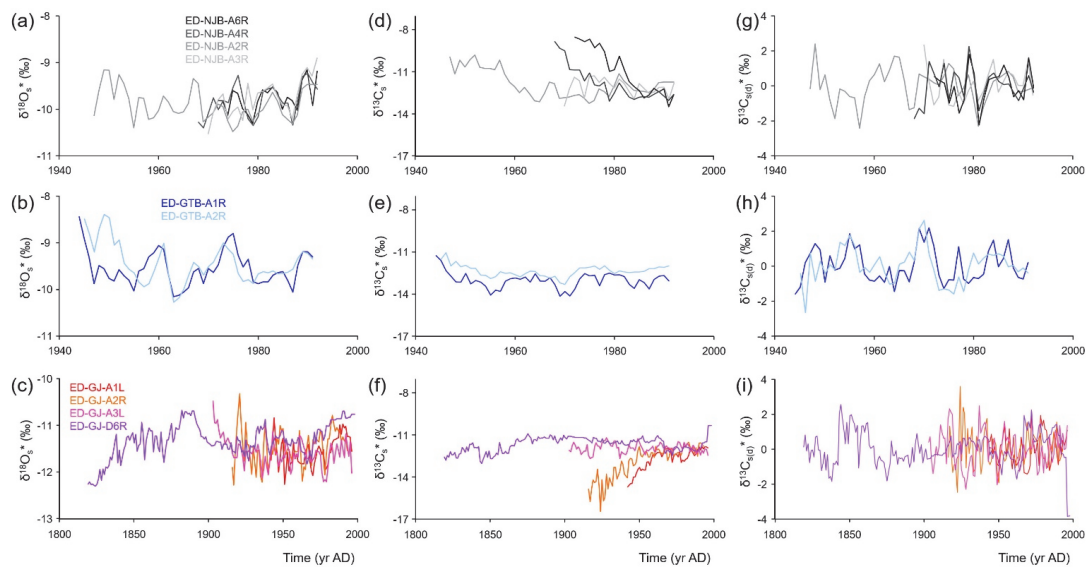 (a)
δ18Os* (‰)
-8
-9
-10
-11
1940
1960
1980
2000
ED-NJB-A6R
ED-NJB-A4R
ED-NJB-A2R
ED-NJB-A3R
(d)
δ13Cs* (‰)
-8
-11
-14
-17
1940
1960
1980
2000
(g)
δ13Cs(d)* (‰)
4
2
0
-2
-4
1940
1960
1980
2000
(b)
δ18Os* (‰)
-8
-9
-10
-11
1940
1960
1980
2000
ED-GTB-A1R
ED-GTB-A2R
(e)
δ13Cs* (‰)
-8
-11
-14
-17
1940
1960
1980
2000
(h)
δ13Cs(d)* (‰)
4
2
0
-2
-4
1940
1960
1980
2000
(c)
δ18Os* (‰)
-10
-11
-12
-13
1800
1850
1900
1950
2000
ED-GJ-A1L
ED-GJ-A2R
ED-GJ-A3L
ED-GJ-D6R
Time (yr AD)
(f)
δ13Cs* (‰)
-8
-11
-14
-17
1800
1850
1900
1950
2000
Time (yr AD)
(i)
δ13Cs(d)* (‰)
4
2
0
-2
-4
1800
1850
1900
1950
2000
Time (yr AD)